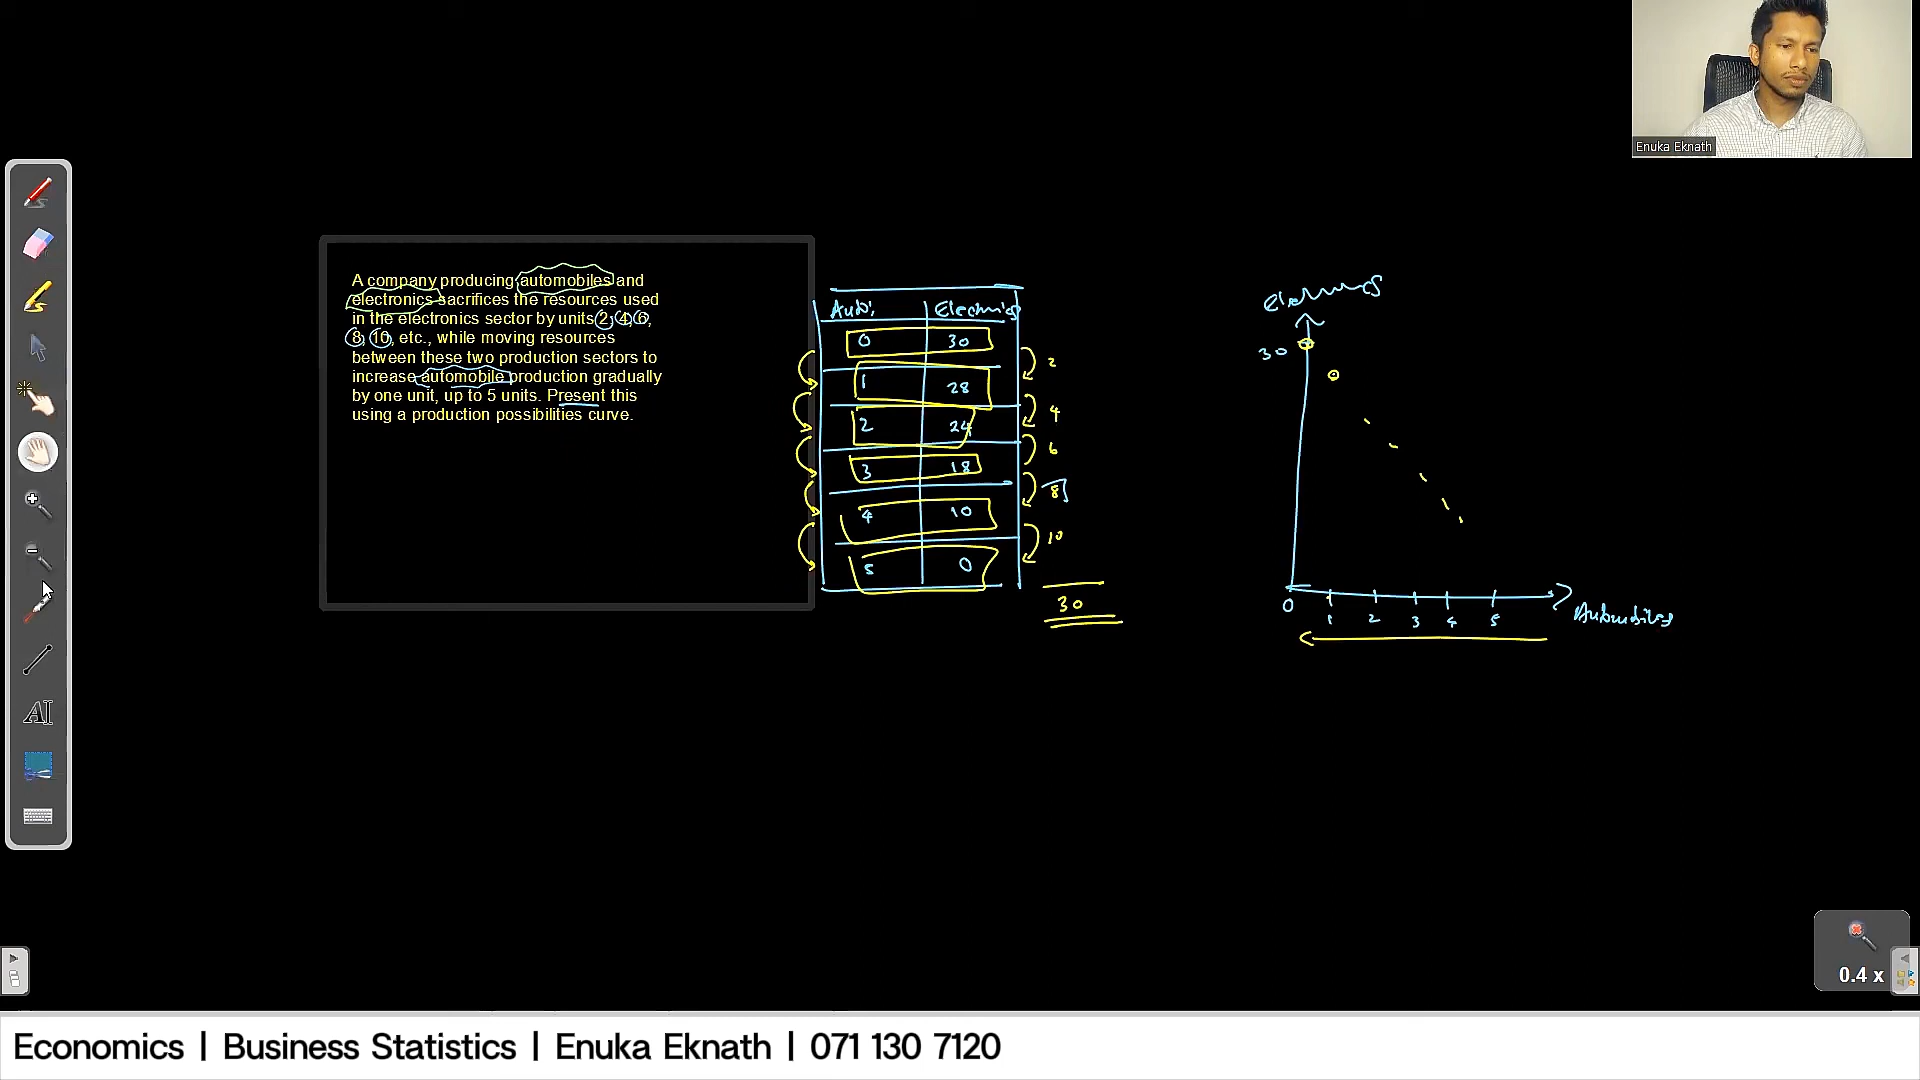 Enuka Eknath
A company producing automobiles and
electronics sacrifices the resources used
in the electronics sector by units 2, 4, 6,
8, 10, etc., while moving resources
between these two production sectors to
increase automobile production gradually
by one unit, up to 5 units. Present this
using a production possibilities curve.
Auto. Electronics
0 30
1 28
2 24
3 18
4 10
5 0
2
4
6
8
10
30
Electronics
30
0 1 2 3 4 5
Automobiles
AI
0.4 x
Economics | Business Statistics | Enuka Eknath | 071 130 7120